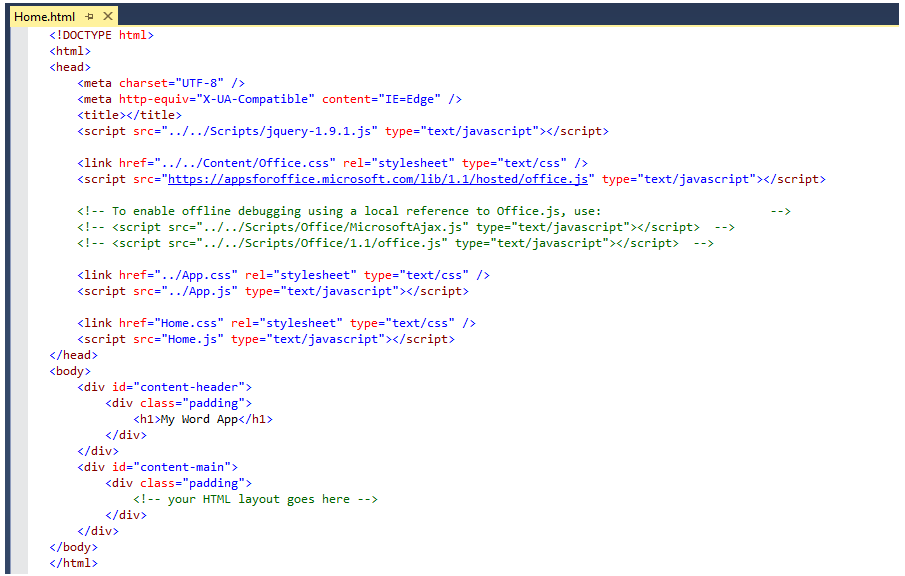 Home.html
<!DOCTYPE html>
<html>
<head>
    <meta charset="UTF-8" />
    <meta http-equiv="X-UA-Compatible" content="IE=Edge" />
    <title></title>
    <script src="../../Scripts/jquery-1.9.1.js" type="text/javascript"></script>

    <link href="../../Content/Office.css" rel="stylesheet" type="text/css" />
    <script src="https://appsforoffice.microsoft.com/lib/1.1/hosted/office.js" type="text/javascript"></script>

    <!-- To enable offline debugging using a local reference to Office.js, use:                        -->
    <!-- <script src="../../Scripts/Office/MicrosoftAjax.js" type="text/javascript"></script>  -->
    <!-- <script src="../../Scripts/Office/1.1/office.js" type="text/javascript"></script>  -->

    <link href="../App.css" rel="stylesheet" type="text/css" />
    <script src="../App.js" type="text/javascript"></script>

    <link href="Home.css" rel="stylesheet" type="text/css" />
    <script src="Home.js" type="text/javascript"></script>
</head>
<body>
    <div id="content-header">
        <div class="padding">
            <h1>My Word App</h1>
        </div>
    </div>
    <div id="content-main">
        <div class="padding">
            <!-- your HTML layout goes here -->
        </div>
    </div>
</body>
</html>